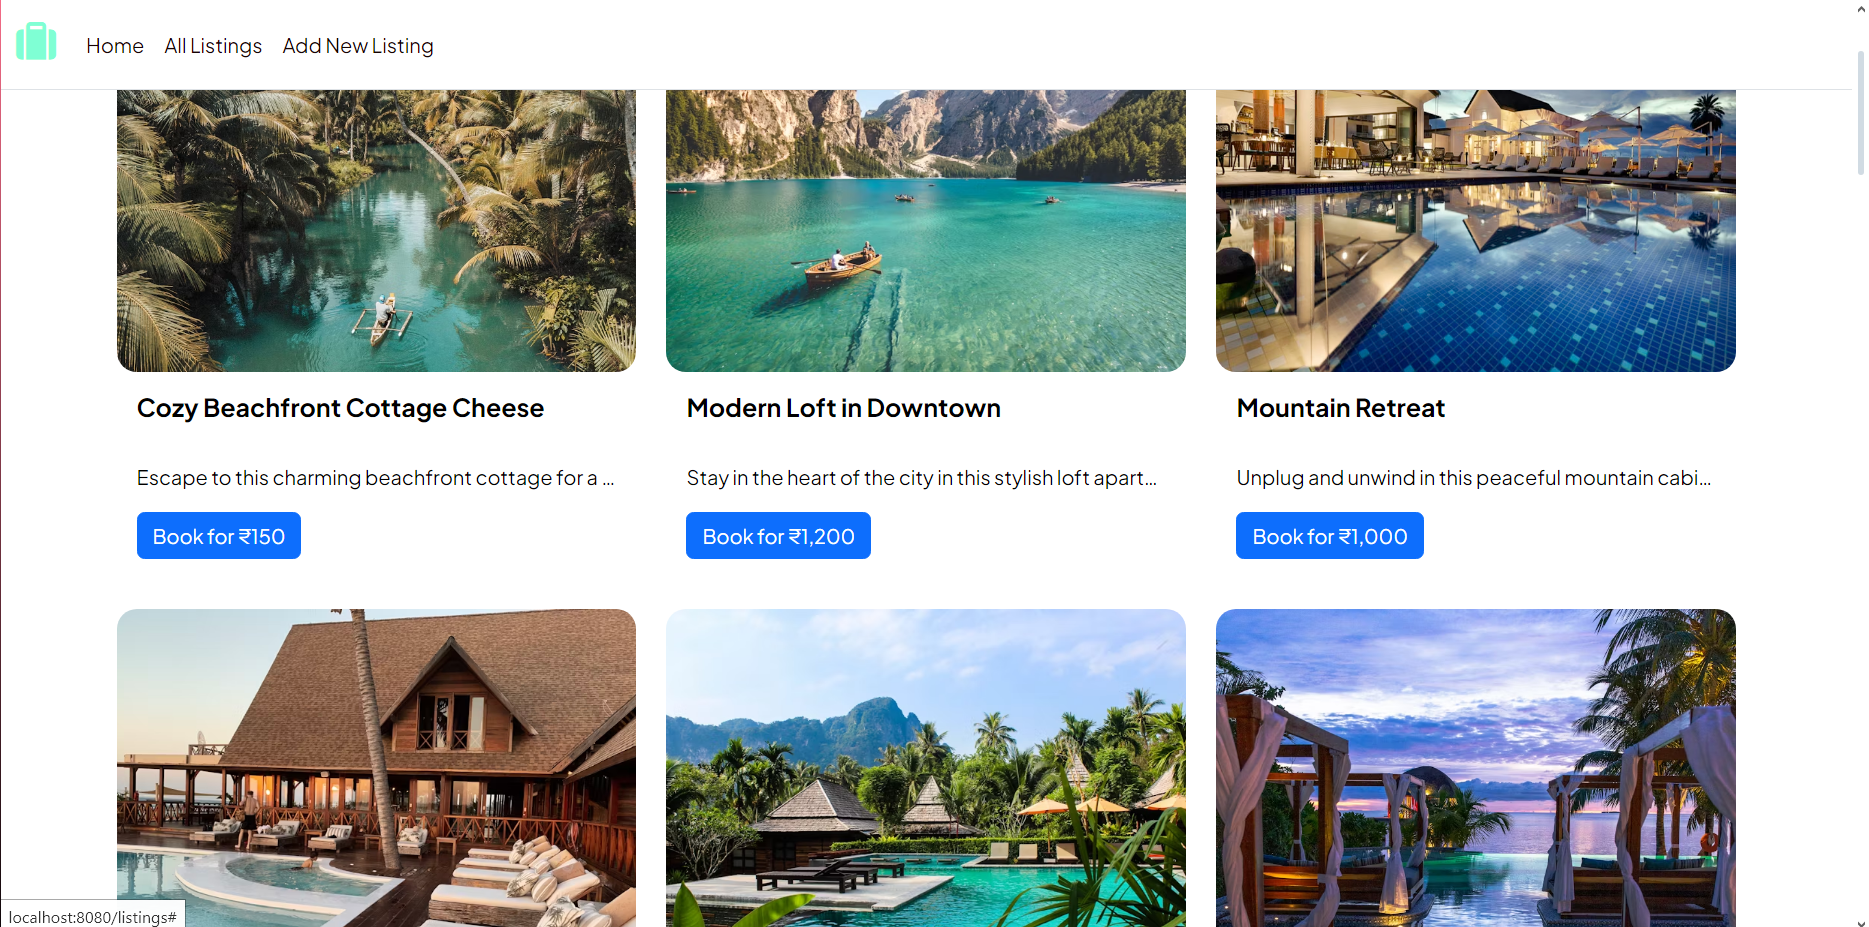 Home All Listings Add New Listing
Cozy Beachfront Cottage Cheese
Modern Loft in Downtown
Mountain Retreat
Escape to this charming beachfront cottage for a ...
Stay in the heart of the city in this stylish loft apart...
Unplug and unwind in this peaceful mountain cabi...
Book for ₹150
Book for ₹1,200
Book for ₹1,000
localhost:8080/listings#